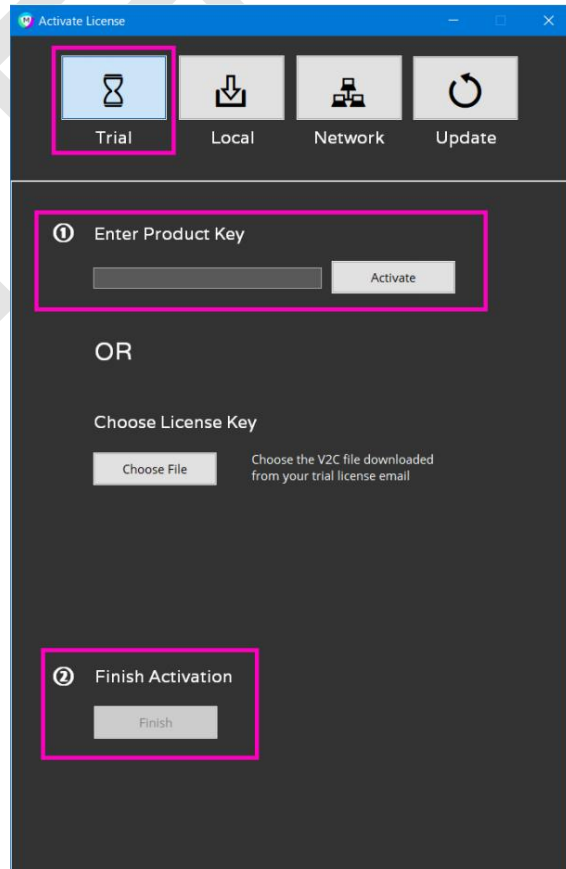 Activate License
Trial
Local
Network
Update
① Enter Product Key
Activate
OR
Choose License Key
Choose File
Choose the V2C file downloaded
from your trial license email
② Finish Activation
Finish